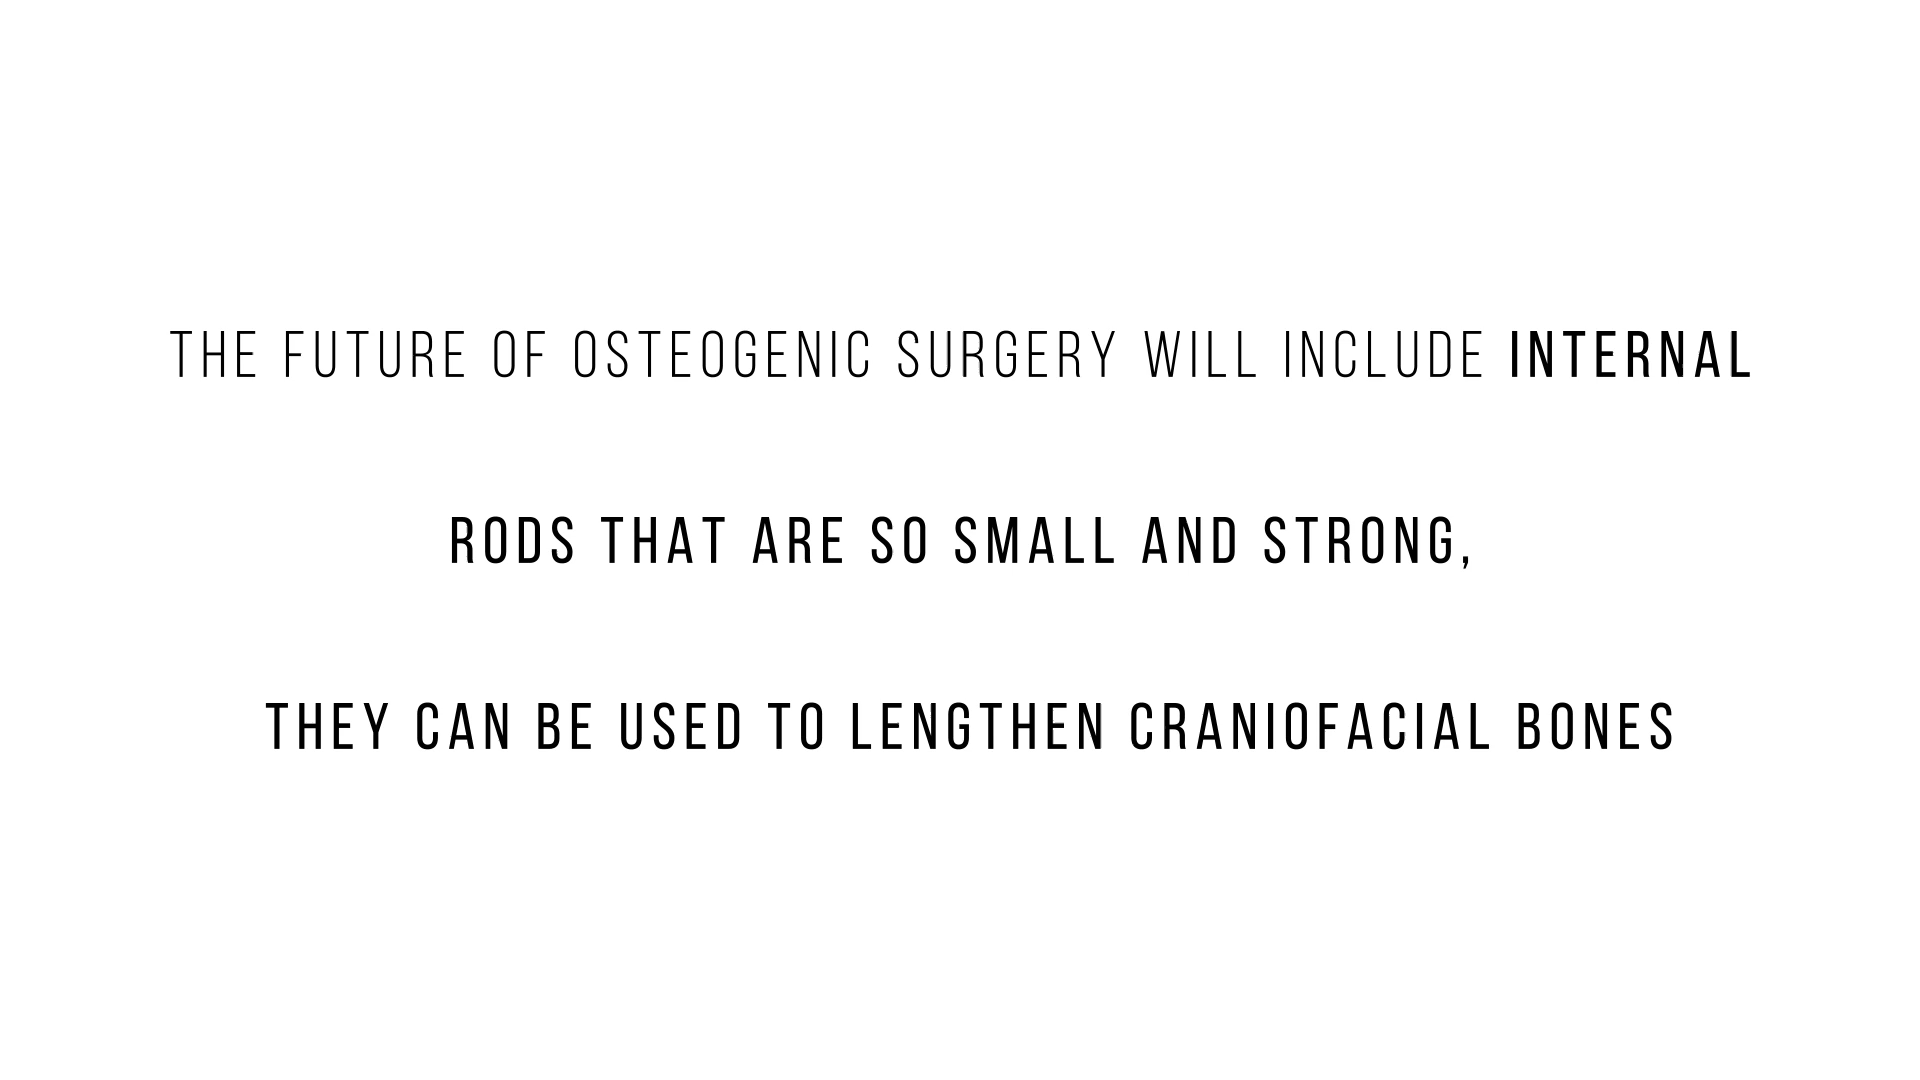 THE FUTURE OF OSTEOGENIC SURGERY WILL INCLUDE INTERNAL
RODS THAT ARE SO SMALL AND STRONG,
THEY CAN BE USED TO LENGTHEN CRANIOFACIAL BONES